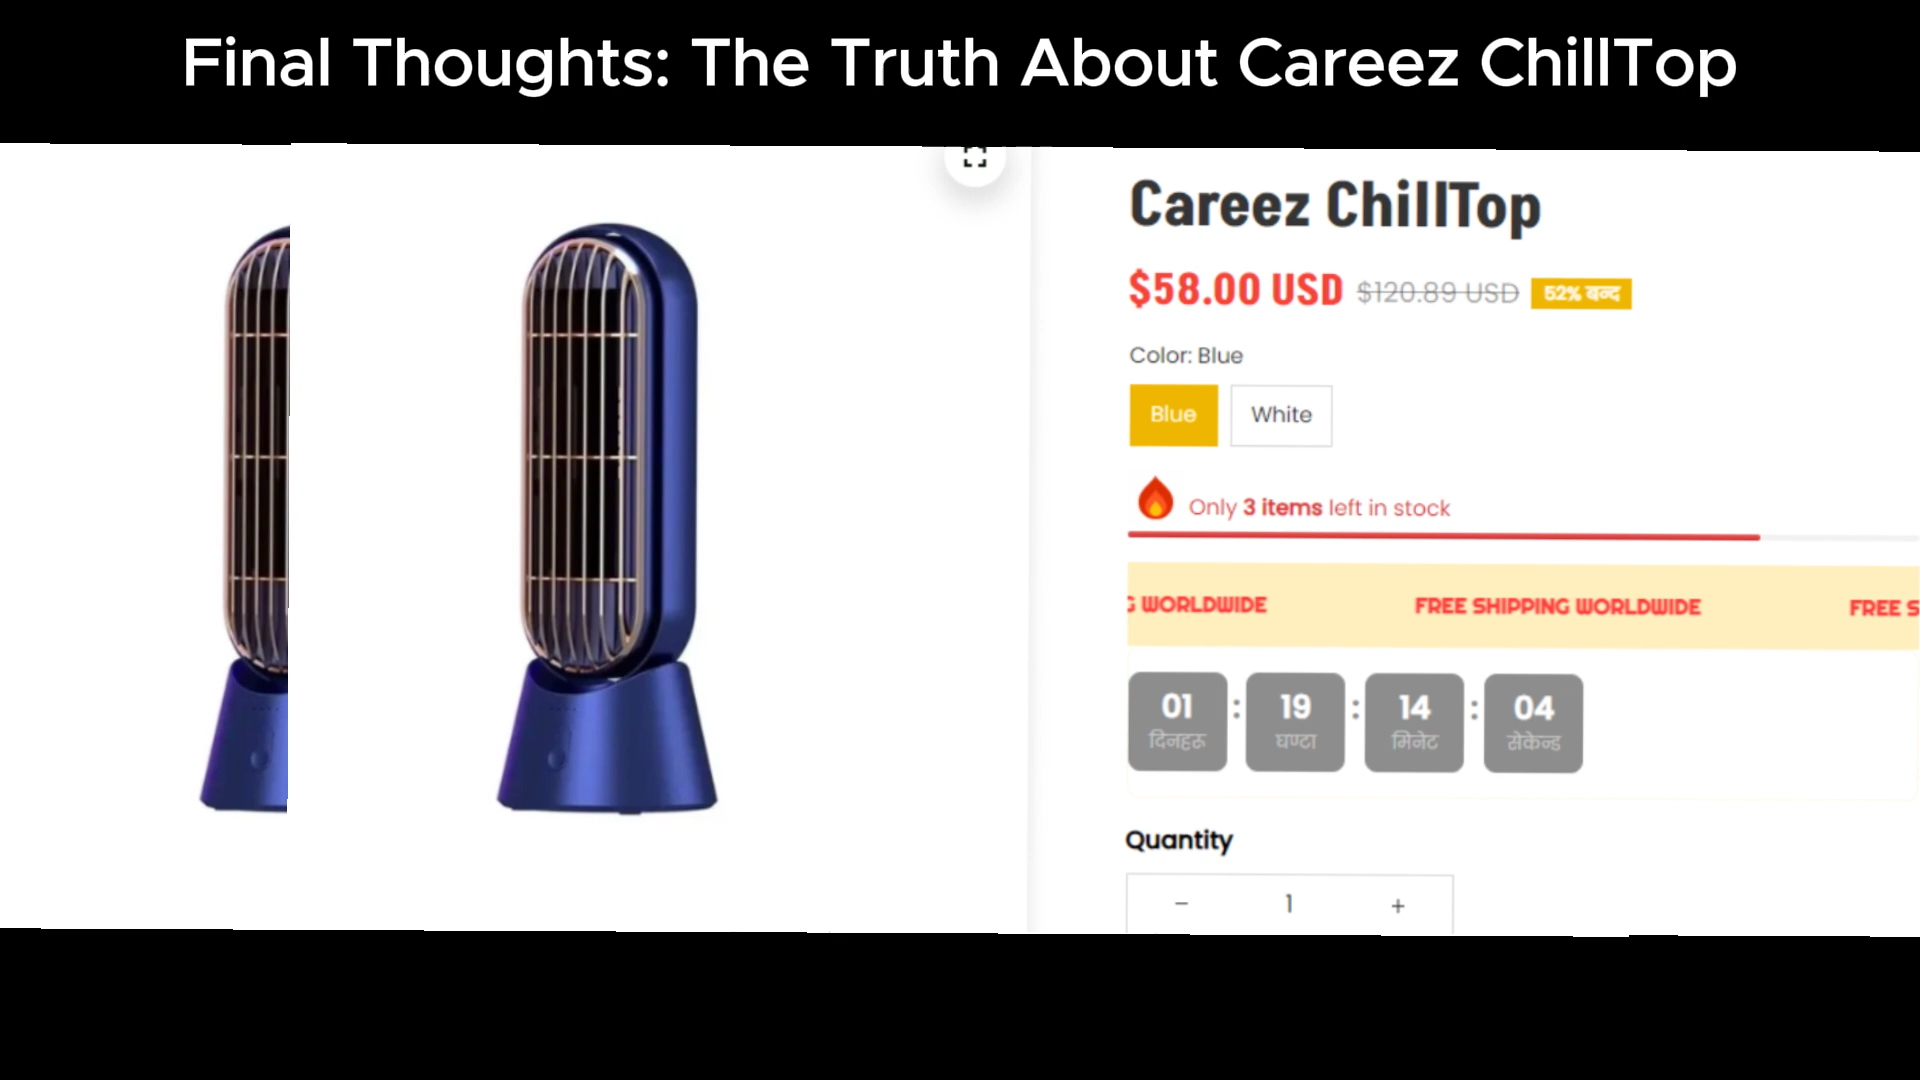 Final Thoughts: The Truth About Careez ChillTop
Careez ChillTop
$58.00 USD $120.89 USD 52% बन्द
Color: Blue
Blue White
Only 3 items left in stock
G WORLDWIDE FREE SHIPPING WORLDWIDE FREE S
01 : 19 : 14 : 04
दिनहरू घण्टा मिनेट सेकेन्ड
Quantity
− 1 +